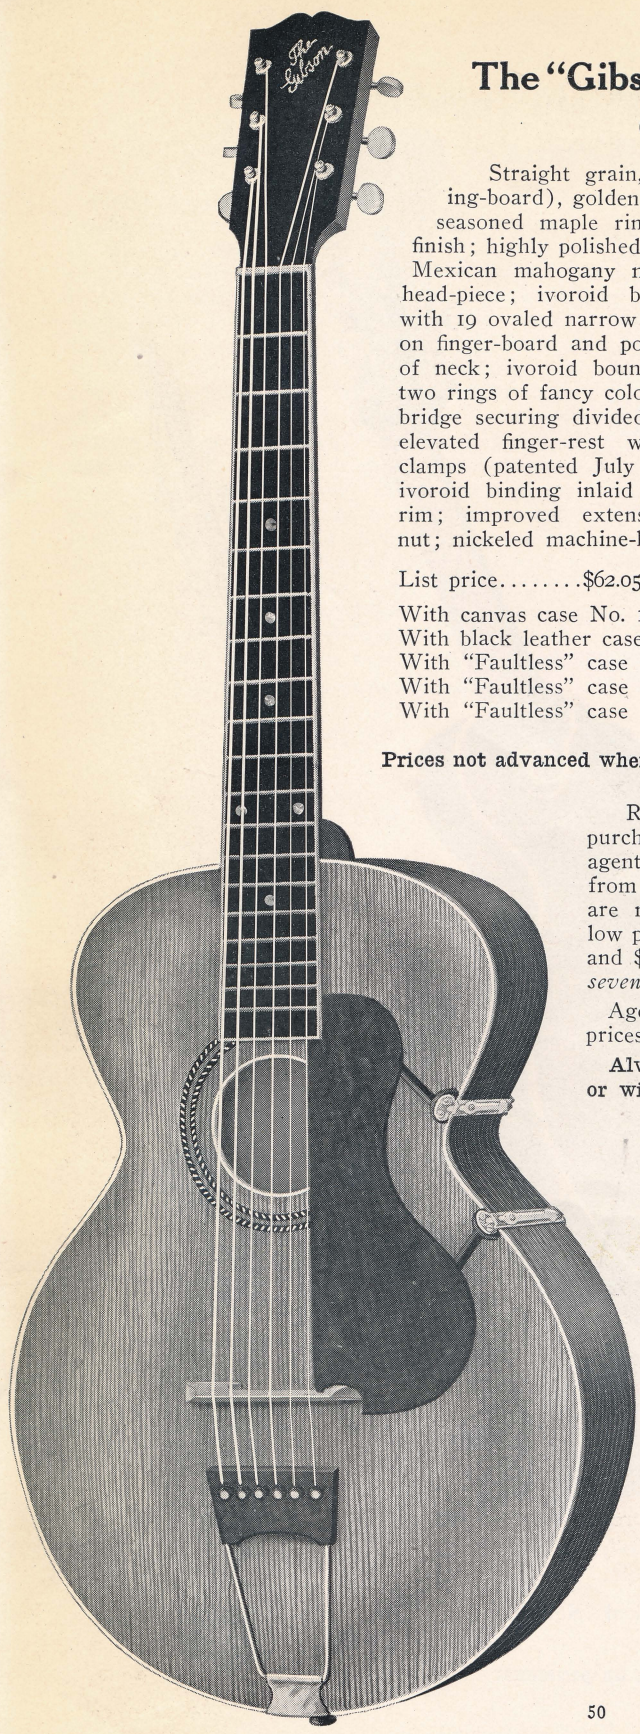 The
Gibson
The “Gibs
Straight grain,
ing-board), golden
seasoned maple rin
finish; highly polished
Mexican mahogany n
head-piece; ivoroid b
with 19 ovaled narrow
on finger-board and po
of neck; ivoroid boun
two rings of fancy colo
bridge securing divided
elevated finger-rest w
clamps (patented July
ivoroid binding inlaid
rim; improved extens
nut; nickeled machine-h
List price........$62.05
With canvas case No.
With black leather case
With “Faultless” case
With “Faultless” case
With “Faultless” case
Prices not advanced whe
R
purch
agent
from
are
low p
and $
seven
Age
prices
Alw
or wi
50